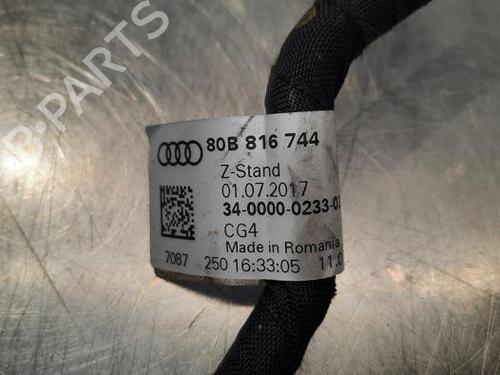 80B 816 744
Z-Stand
01.07.2017
34-0000-0233-0
CG4
Made in Romania
7087 250 16:33:05 11.0
B-PARTS